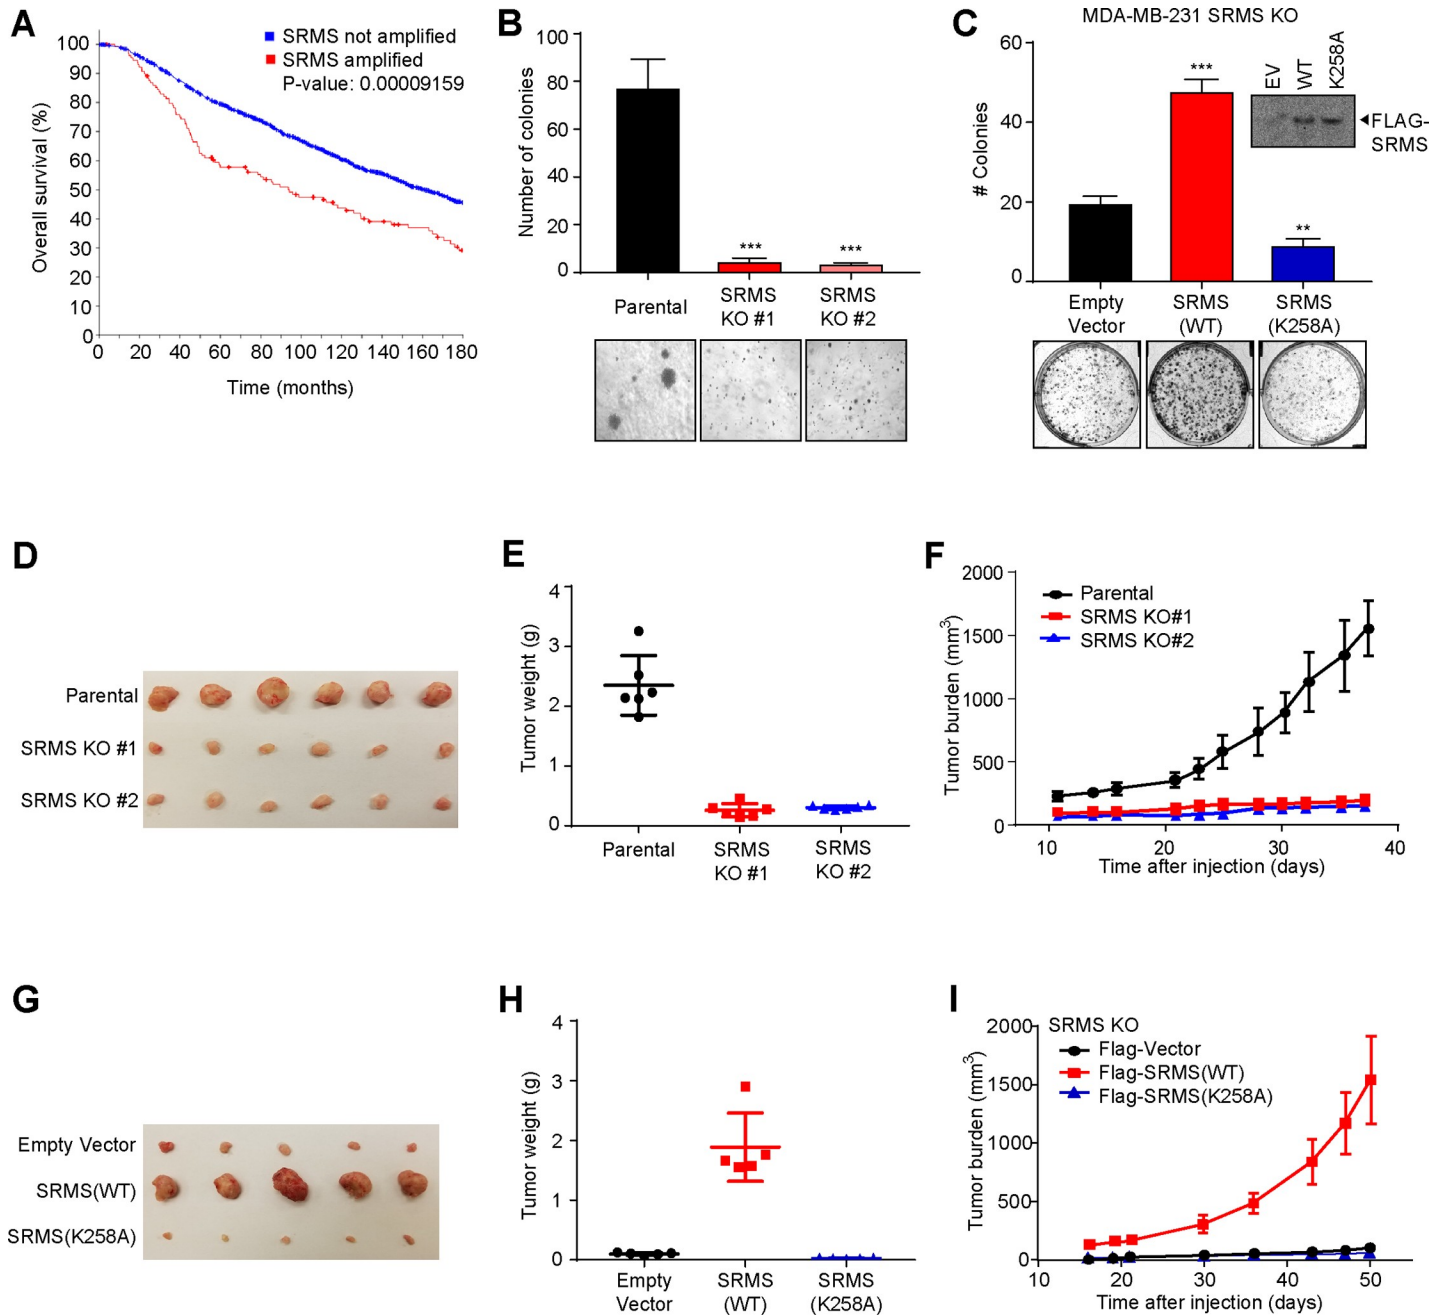 A
SRMS not amplified
SRMS amplified
P-value: 0.00009159
Overall survival (%)
100
90
80
70
60
50
40
30
20
10
0
0 20 40 60 80 100 120 140 160 180
Time (months)
B
Number of colonies
100
80
60
40
20
0
*** ***
Parental
SRMS KO #1
SRMS KO #2
C
MDA-MB-231 SRMS KO
# Colonies
60
40
20
0
***
**
EV
WT
K258A
FLAG-
SRMS
Empty Vector
SRMS (WT)
SRMS (K258A)
D
Parental
SRMS KO #1
SRMS KO #2
E
Tumor weight (g)
4
3
2
1
0
Parental
SRMS KO #1
SRMS KO #2
F
Tumor burden (mm3)
2000
1500
1000
500
0
Parental
SRMS KO#1
SRMS KO#2
10 20 30 40
Time after injection (days)
G
Empty Vector
SRMS(WT)
SRMS(K258A)
H
Tumor weight (g)
4
3
2
1
0
Empty Vector
SRMS (WT)
SRMS (K258A)
I
SRMS KO
Flag-Vector
Flag-SRMS(WT)
Flag-SRMS(K258A)
Tumor burden (mm3)
2000
1500
1000
500
0
10 20 30 40 50
Time after injection (days)